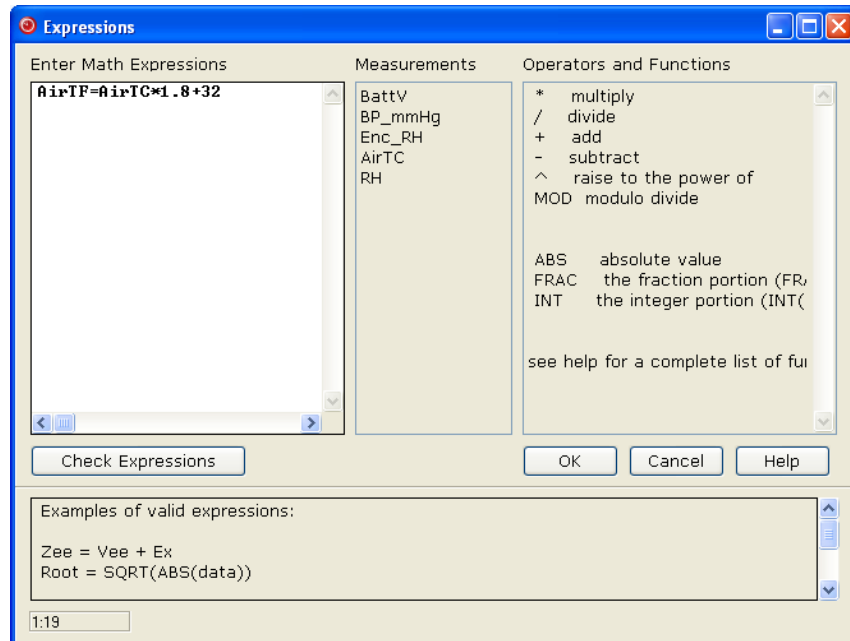 Expressions
Enter Math Expressions
AirTF=AirTC*1.8+32
Measurements
BattV
BP_mmHg
Enc_RH
AirTC
RH
Operators and Functions
* multiply
/ divide
+ add
- subtract
^ raise to the power of
MOD modulo divide
ABS absolute value
FRAC the fraction portion (FR
INT the integer portion (INT(
see help for a complete list of
Check Expressions
OK
Cancel
Help
Examples of valid expressions:
Zee = Vee + Ex
Root = SQRT(ABS(data))
1:19